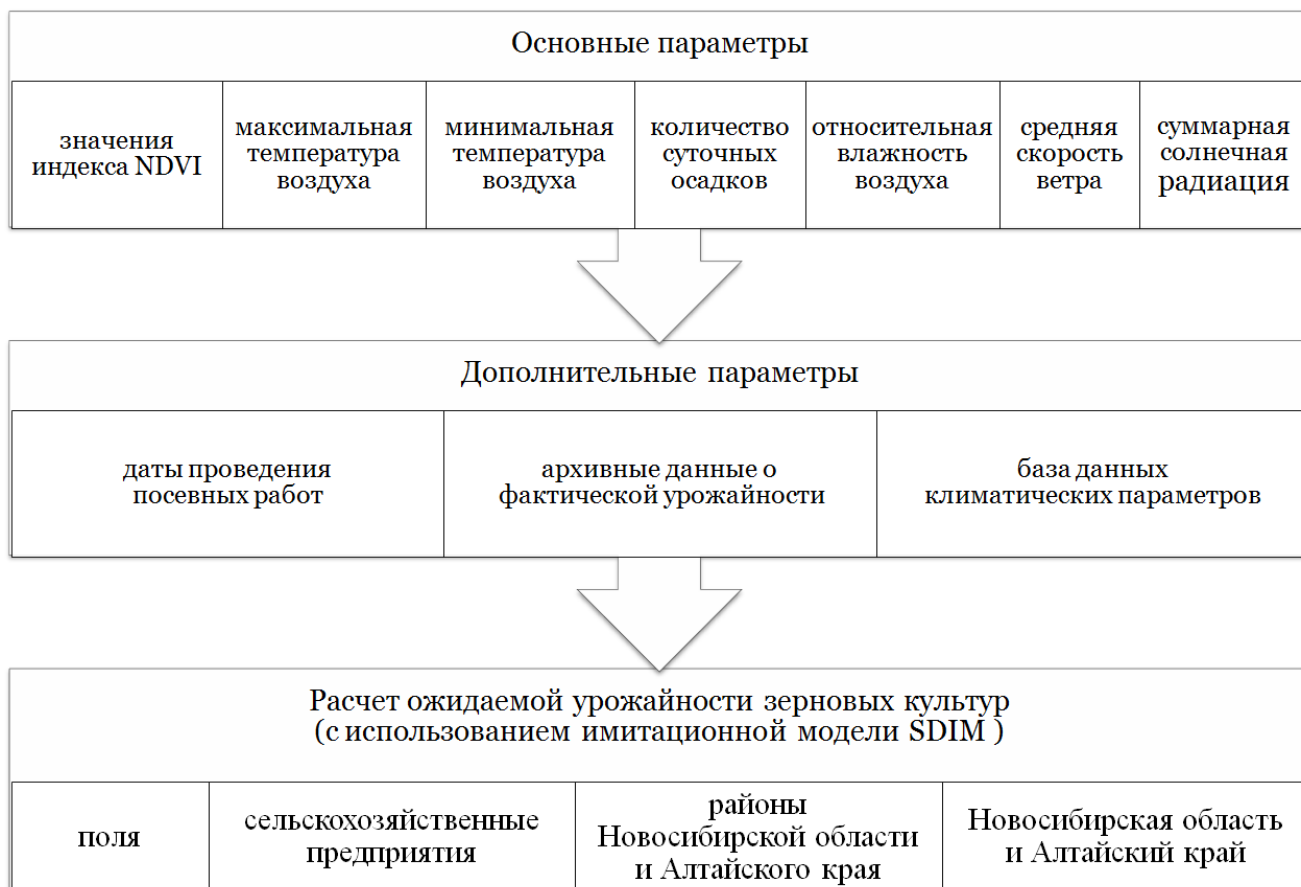 Основные параметры
значения
индекса NDVI
максимальная
температура
воздуха
минимальная
температура
воздуха
количество
суточных
осадков
относительная
влажность
воздуха
средняя
скорость
ветра
суммарная
солнечная
радиация
Дополнительные параметры
даты проведения
посевных работ
архивные данные о
фактической урожайности
база данных
климатических параметров
Расчет ожидаемой урожайности зерновых культур
(с использованием имитационной модели SDIM )
поля
сельскохозяйственные
предприятия
районы
Новосибирской области
и Алтайского края
Новосибирская область
и Алтайский край